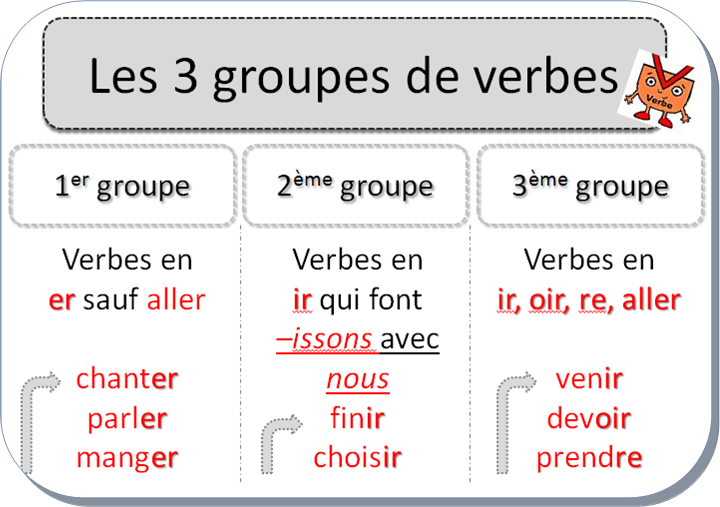 Les 3 groupes de verbes
Verbe
1er groupe
2ème groupe
3ème groupe
Verbes en
er sauf aller
chanter
parler
manger
Verbes en
ir qui font
–issons avec
nous
finir
choisir
Verbes en
ir, oir, re, aller
venir
devoir
prendre